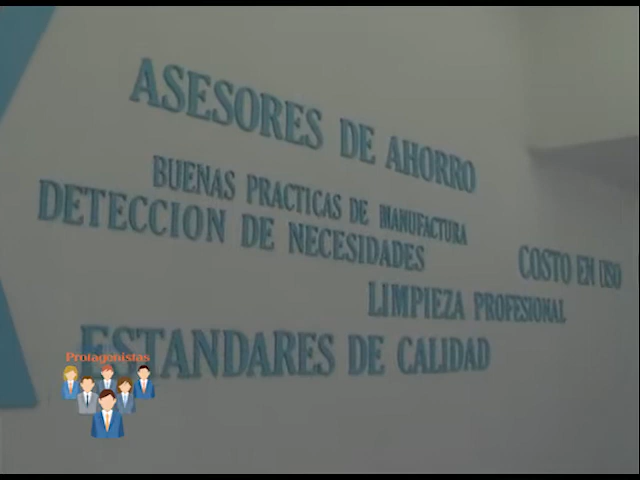 ASESORES DE AHORRO
BUENAS PRACTICAS DE MANUFACTURA
DETECCION DE NECESIDADES
COSTO EN USO
LIMPIEZA PROFESIONAL
ESTANDARES DE CALIDAD
Protagonistas